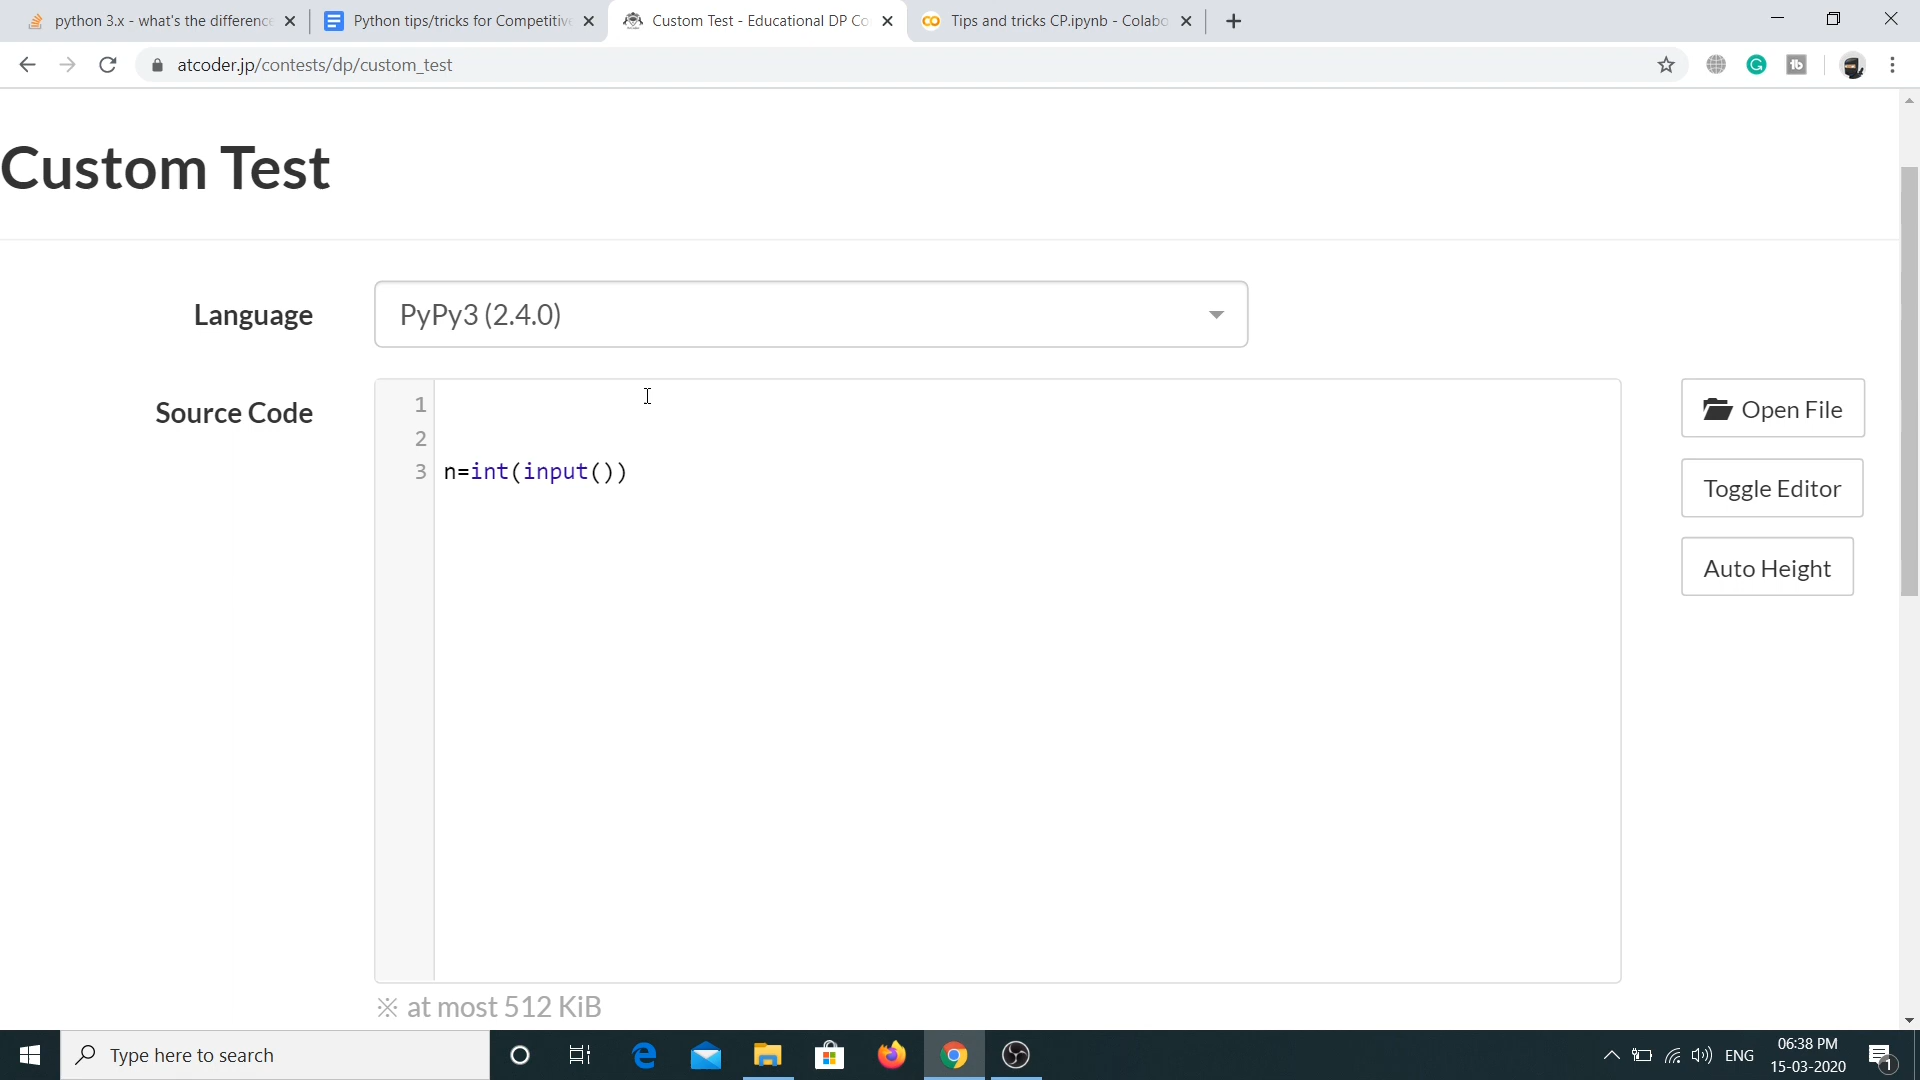 python 3.x - what's the difference
Python tips/tricks for Competitive
Custom Test - Educational DP Co
Tips and tricks CP.ipynb - Colabo
atcoder.jp/contests/dp/custom_test
Custom Test
Language
PyPy3 (2.4.0)
Source Code
1
2
3 n=int(input())
Open File
Toggle Editor
Auto Height
※ at most 512 KiB
Type here to search
ENG
06:38 PM
15-03-2020
1